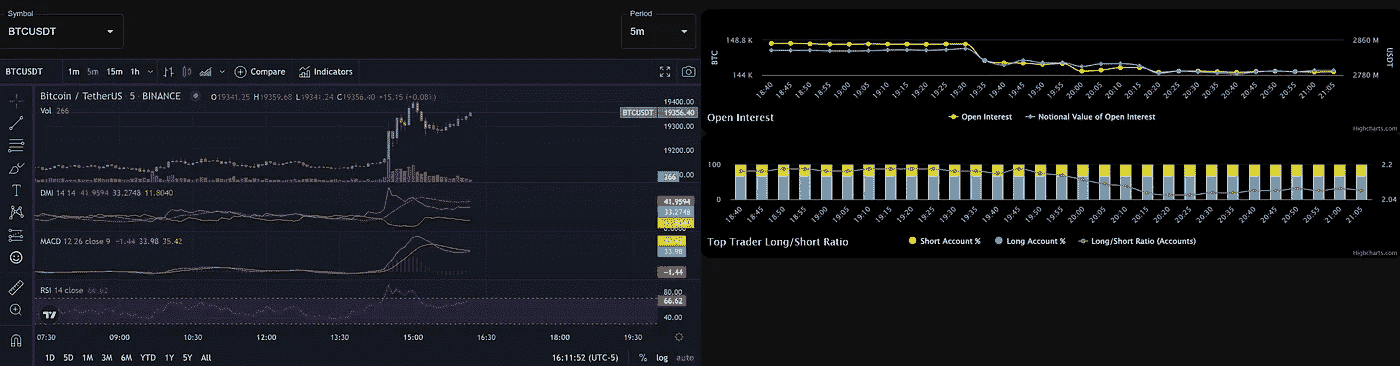 Symbol
BTCUSDT
Period
5m
BTCUSDT 1m 5m 15m 1h Compare Indicators
Bitcoin / TetherUS · 5 · BINANCE
Vol 266
BTCUSDT 19356.40
19400.00
19300.00
19200.00
266
DMI 14 14 41.9594 33.2748 11.8040
41.9594
33.2748
MACD 12 26 close 9 −1.44 33.98 35.42
33.98
−1.44
RSI 14 close 66.62
80.00
66.62
40.00
07:30 09:00 10:30 12:00 13:30 15:00 16:30 18:00 19:30
1D 5D 1M 3M 6M YTD 1Y 5Y All
16:11:52 (UTC-5) % log auto
148.8 K
144 K
BTC
2860 M
2780 M
USDT
18:40 18:45 18:50 18:55 19:00 19:05 19:10 19:15 19:20 19:25 19:30 19:35 19:40 19:45 19:50 19:55 20:00 20:05 20:10 20:15 20:20 20:25 20:30 20:35 20:40 20:45 20:50 20:55 21:00 21:05
Open Interest
Open Interest Notional Value of Open Interest
Highcharts.com
100
0
2.2
2.04
18:40 18:45 18:50 18:55 19:00 19:05 19:10 19:15 19:20 19:25 19:30 19:35 19:40 19:45 19:50 19:55 20:00 20:05 20:10 20:15 20:20 20:25 20:30 20:35 20:40 20:45 20:50 20:55 21:00 21:05
Top Trader Long/Short Ratio
Short Account % Long Account % Long/Short Ratio (Accounts)
Highcharts.com